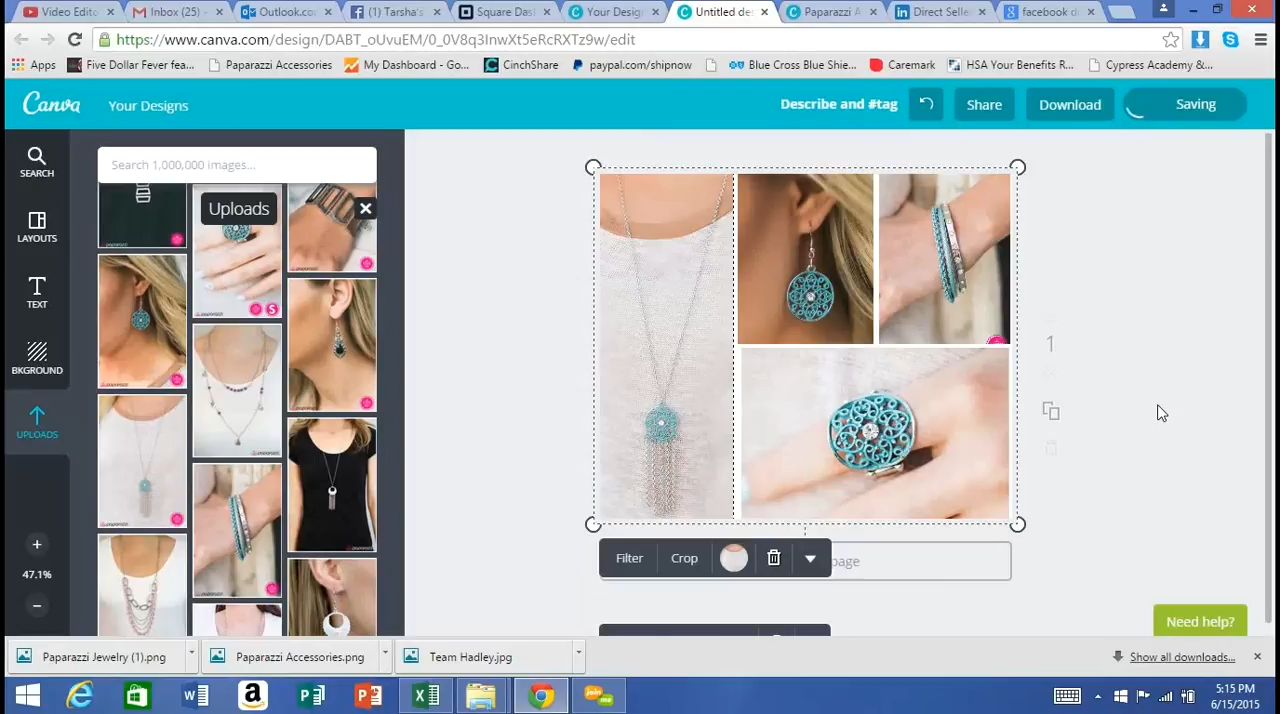 Video Edito
Inbox (25) -
Outlook.co
(1) Tarsha's
Square Das
Your Desig
Untitled de
Paparazzi A
Direct Selle
facebook d
https://www.canva.com/design/DABT_oUvuEM/0_0V8q3InwXt5eRcRXTz9w/edit
Apps
Five Dollar Fever fea...
Paparazzi Accessories
My Dashboard - Go...
CinchShare
paypal.com/shipnow
Blue Cross Blue Shie...
Caremark
HSA Your Benefits R...
Cypress Academy &...
Canva
Your Designs
Describe and #tag
Share
Download
Saving
SEARCH
LAYOUTS
TEXT
BKGROUND
UPLOADS
47.1%
Search 1,000,000 images...
Uploads
S
1
Filter
Crop
page
Need help?
Paparazzi Jewelry (1).png
Paparazzi Accessories.png
Team Hadley.jpg
Show all downloads...
join
me
5:15 PM
6/15/2015